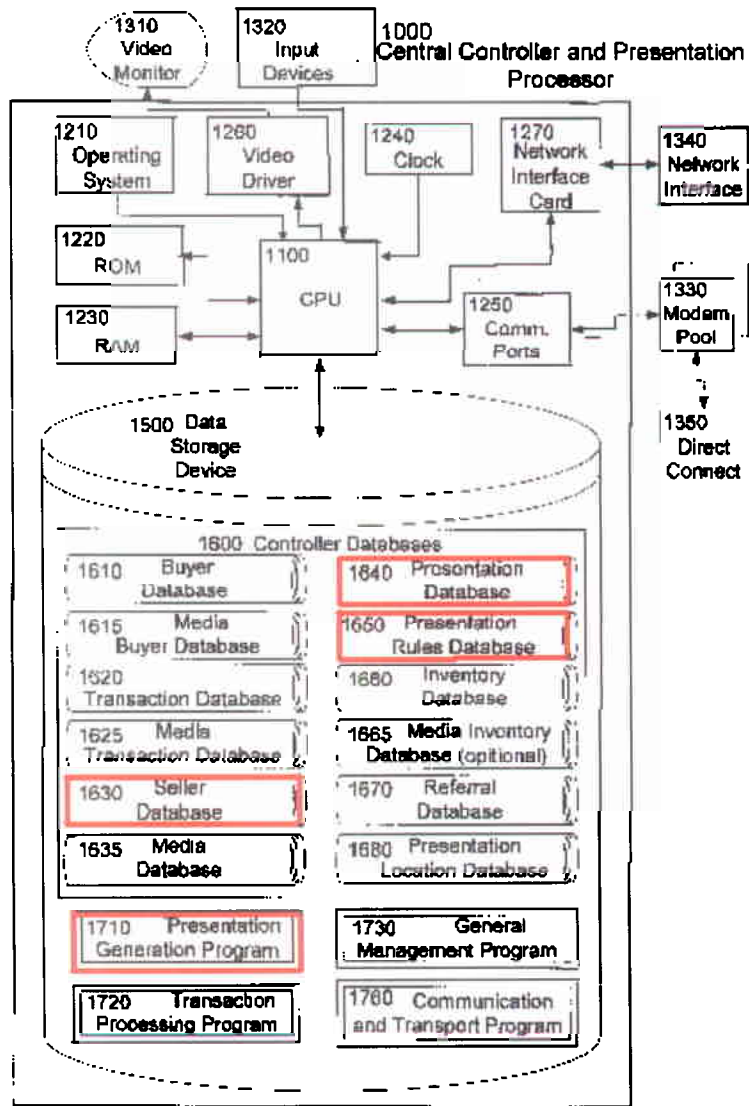 1310
Video
Monitor
1320
Input
Devices
1000
Central Controller and Presentation
Processor
1210
Operating
System
1260
Video
Driver
1240
Clock
1270
Network
Interface
Card
1340
Network
Interface
1220
ROM
1100
CPU
1230
RAM
1250
Comm.
Ports
1330
Modem
Pool
1350
Direct
Connect
1500 Data
Storage
Device
1600 Controller Databases
1610 Buyer
Database
1640 Presentation
Database
1615 Media
Buyer Database
1650 Presentation
Rules Database
1620
Transaction Database
1660 Inventory
Database
1625 Media
Transaction Database
1665 Media Inventory
Database (opitional)
1630 Seller
Database
1670 Referral
Database
1635 Media
Database
1680 Presentation
Location Database
1710 Presentation
Generation Program
1730 General
Management Program
1720 Transaction
Processing Program
1760 Communication
and Transport Program